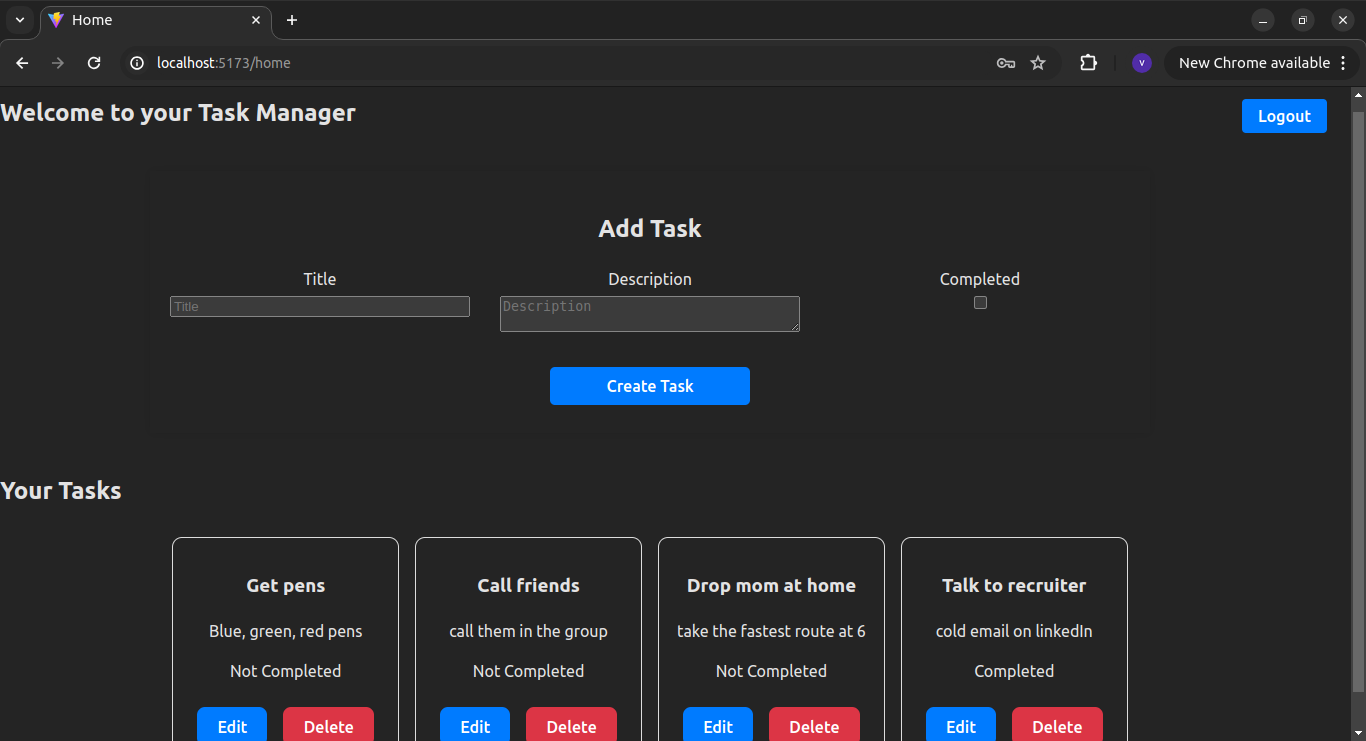 Home
localhost:5173/home
V
New Chrome available
Welcome to your Task Manager
Logout
Add Task
Title Description Completed
Title Description
Create Task
Your Tasks
Get pens Call friends Drop mom at home Talk to recruiter
Blue, green, red pens call them in the group take the fastest route at 6 cold email on linkedIn
Not Completed Not Completed Not Completed Completed
Edit Delete Edit Delete Edit Delete Edit Delete